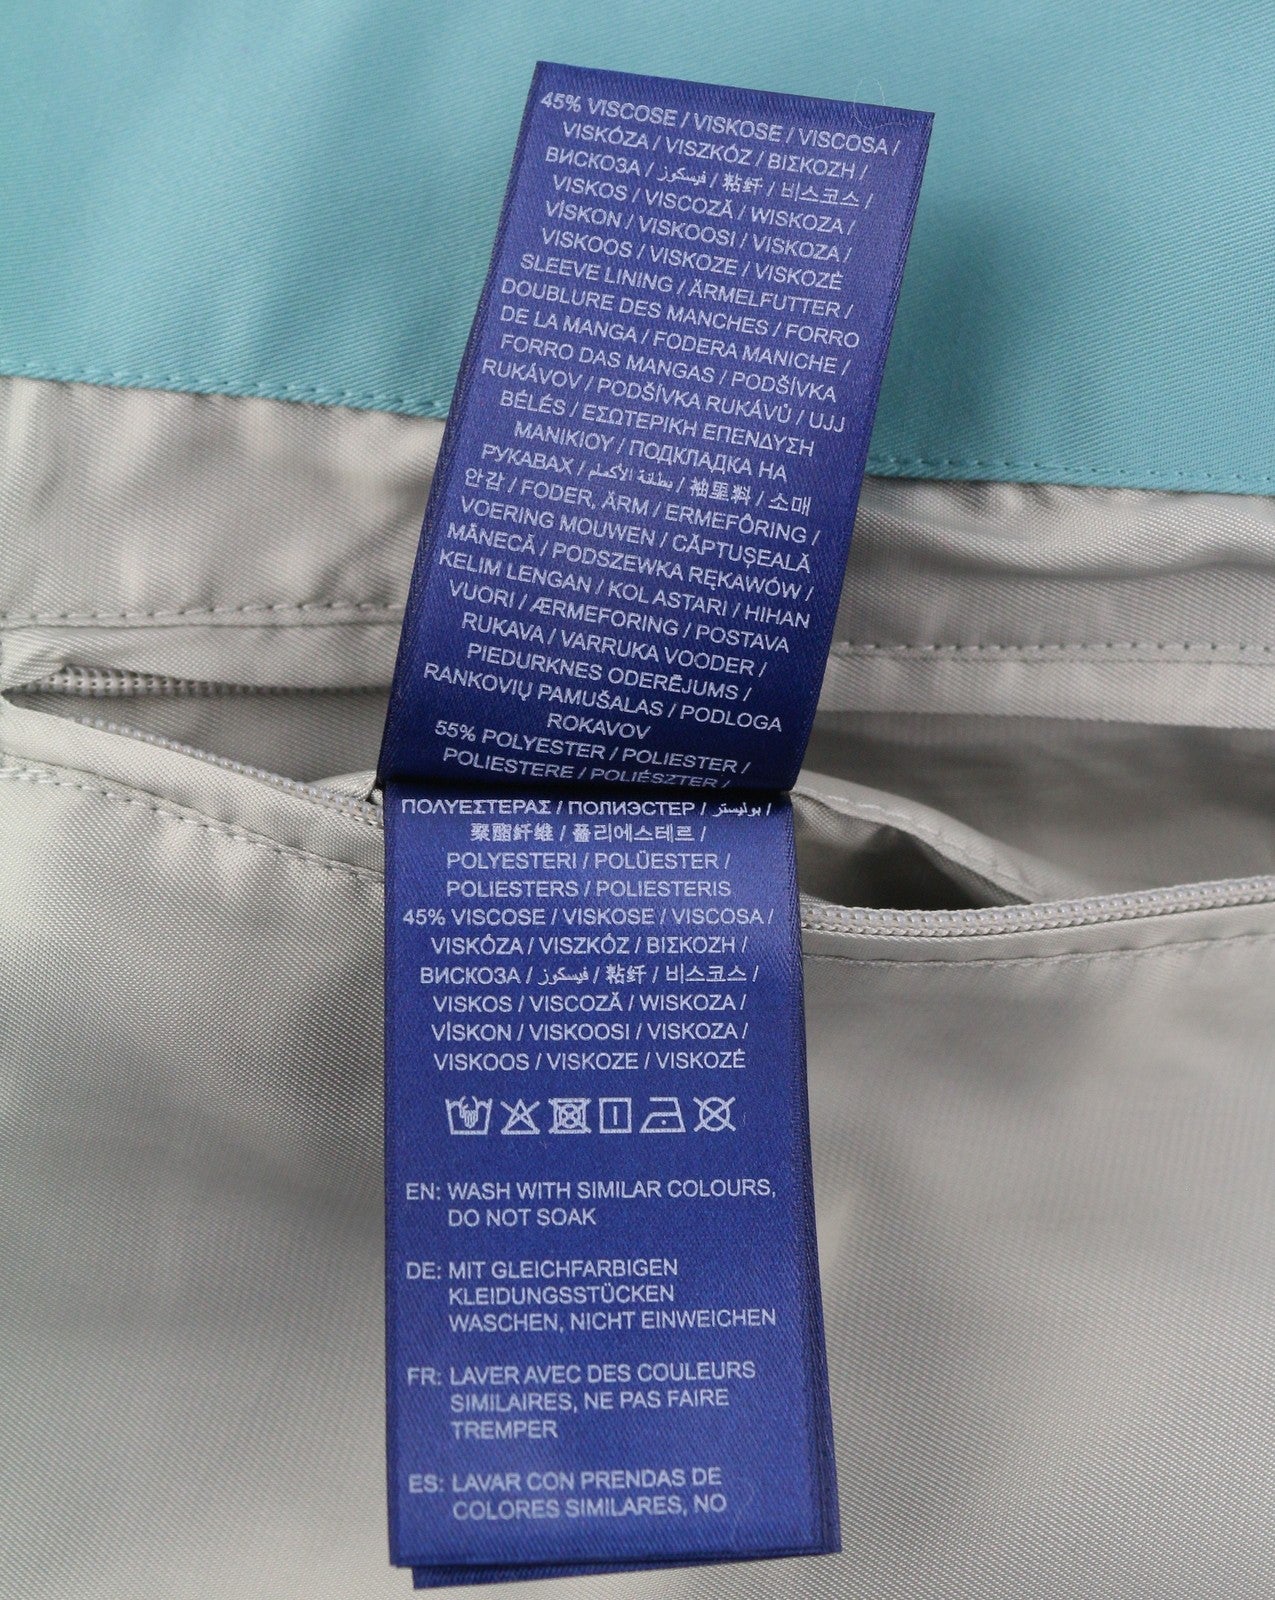 45% VISCOSE / VISKOSE / VISCOSA /
VISKÓZA / VISZKÓZ / ΒΙΣΚΟΖΗ /
ВИСКОЗА / فيسكوز / 粘纤 / 비스코스 /
VISKOS / VISCOZĂ / WISKOZA /
VİSKON / VISKOOSI / VISKOZA /
VISKOOS / VISKOZE / VISKOZĖ
SLEEVE LINING / ÄRMELFUTTER /
DOUBLURE DES MANCHES / FORRO
DE LA MANGA / FODERA MANICHE /
FORRO DAS MANGAS / PODŠÍVKA
RUKÁVOV / PODŠÍVKA RUKÁVŮ / UJJ
BÉLÉS / ΕΣΩΤΕΡΙΚΗ ΕΠΕΝΔΥΣΗ
ΜΑΝΙΚΙΟΥ / ПОДКЛАДКА НА
РУКАВАХ / بطانة الأكمام / 袖里料 / 소매
안감 / FODER, ÄRM / ERMEFÔRING /
VOERING MOUWEN / CĂPTUȘEALĂ
MÂNECĂ / PODSZEWKA RĘKAWÓW /
KELIM LENGAN / KOL ASTARI / HIHAN
VUORI / ÆRMEFORING / POSTAVA
RUKAVA / VARRUKA VOODER /
PIEDURKNES ODERĒJUMS /
RANKOVIŲ PAMUŠALAS / PODLOGA
ROKAVOV
55% POLYESTER / POLIESTER /
POLIESTERE / POLIÉSZTER /
ΠΟΛΥΕΣΤΕΡΑΣ / ПОЛИЭСТЕР / بوليستر /
聚酯纤维 / 폴리에스테르 /
POLYESTERI / POLÜESTER /
POLIESTERS / POLIESTERIS
45% VISCOSE / VISKOSE / VISCOSA /
VISKÓZA / VISZKÓZ / ΒΙΣΚΟΖΗ /
ВИСКОЗА / فيسكوز / 粘纤 / 비스코스 /
VISKOS / VISCOZĂ / WISKOZA /
VİSKON / VISKOOSI / VISKOZA /
VISKOOS / VISKOZE / VISKOZĖ
EN: WASH WITH SIMILAR COLOURS,
DO NOT SOAK
DE: MIT GLEICHFARBIGEN
KLEIDUNGSSTÜCKEN
WASCHEN, NICHT EINWEICHEN
FR: LAVER AVEC DES COULEURS
SIMILAIRES, NE PAS FAIRE
TREMPER
ES: LAVAR CON PRENDAS DE
COLORES SIMILARES, NO